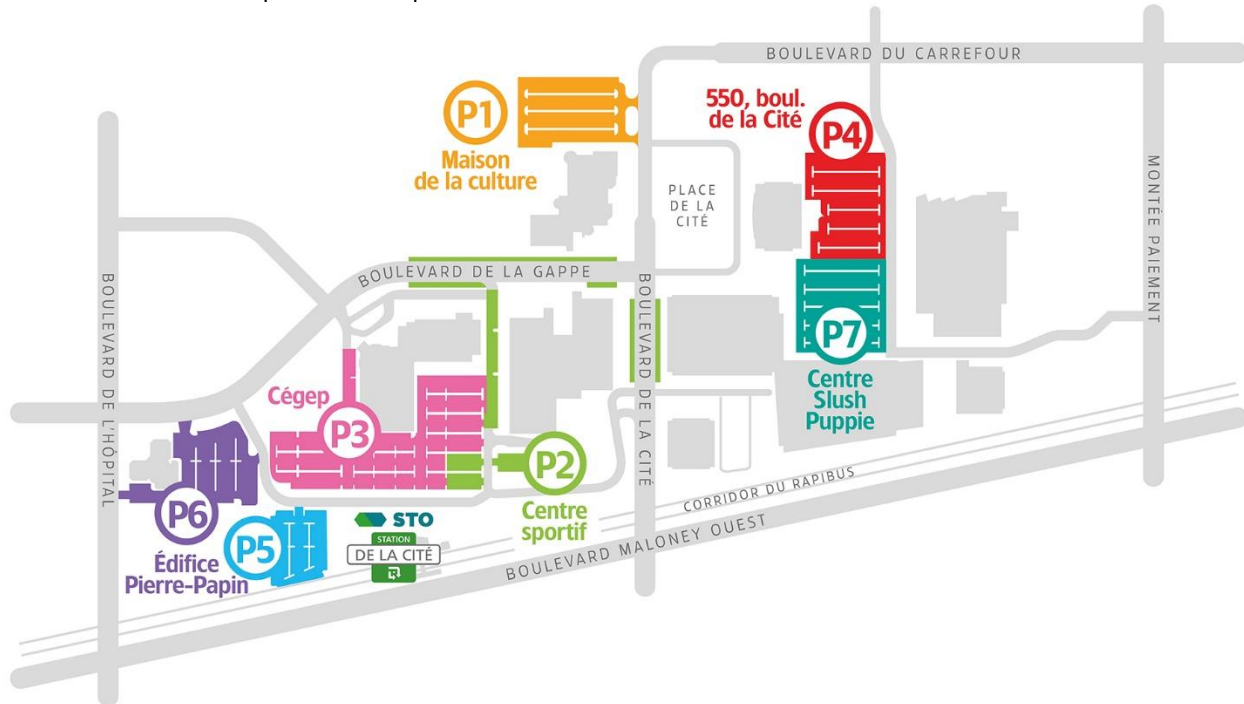 BOULEVARD DU CARREFOUR
P1
Maison
de la culture
550, boul.
de la Cité
P4
MONTÉE PAIEMENT
PLACE
DE LA
CITÉ
BOULEVARD DE LA GAPPE
BOULEVARD DE L'HÔPITAL
BOULEVARD DE LA CITÉ
P7
Centre
Slush
Puppie
Cégep
P3
P2
Centre
sportif
P6
Édifice
Pierre-Papin
P5
STO
STATION
DE LA CITÉ
CORRIDOR DU RAPIBUS
BOULEVARD MALONEY OUEST